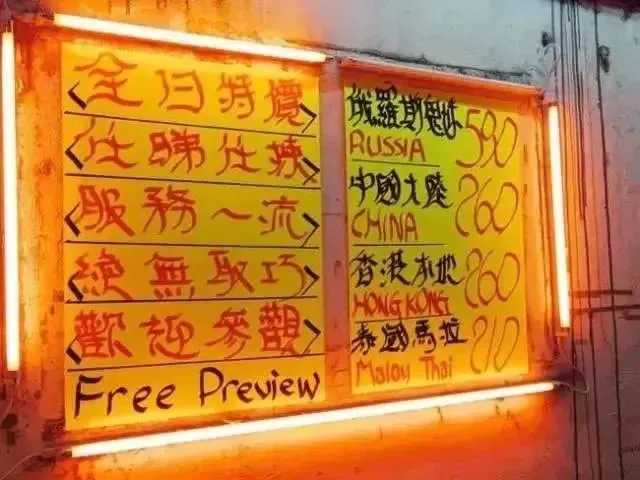 全日特價
任睇任揀
服務一流
絕無取巧
歡迎參觀
Free Preview
俄羅斯鬼妹 590
RUSSIA
中國大陸 260
CHINA
香港本地 260
HONG KONG
泰國馬拉 210
Malay Thai